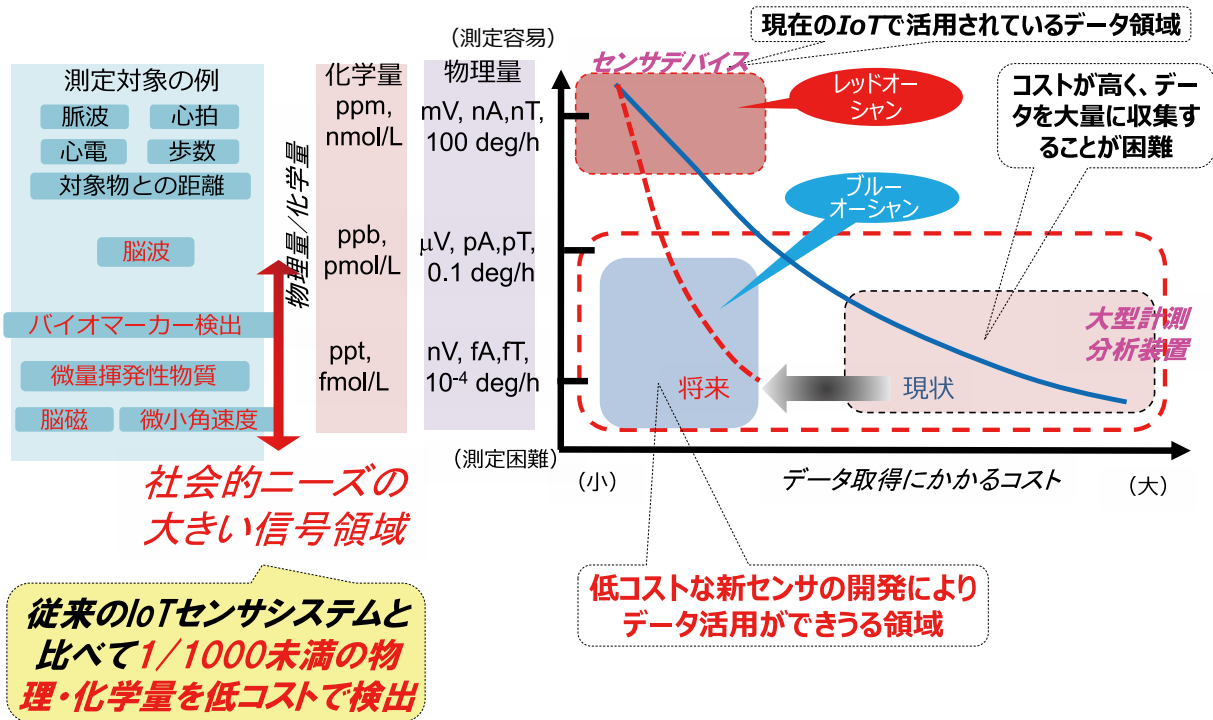 （測定容易）
現在のIoTで活用されているデータ領域
測定対象の例
脈波
心拍
心電
歩数
対象物との距離
脳波
バイオマーカー検出
微量揮発性物質
脳磁
微小角速度
物理量/化学量
化学量
ppm,
nmol/L
ppb,
pmol/L
ppt,
fmol/L
物理量
mV, nA,nT,
100 deg/h
μV, pA,pT,
0.1 deg/h
nV, fA,fT,
10⁻⁴ deg/h
（測定困難）
センサデバイス
レッドオー
シャン
コストが高く、デー
タを大量に収集す
ることが困難
ブルー
オーシャン
大型計測
分析装置
将来
現状
（小）
データ取得にかかるコスト
（大）
社会的ニーズの
大きい信号領域
低コストな新センサの開発により
データ活用ができうる領域
従来のIoTセンサシステムと
比べて1/1000未満の物
理・化学量を低コストで検出